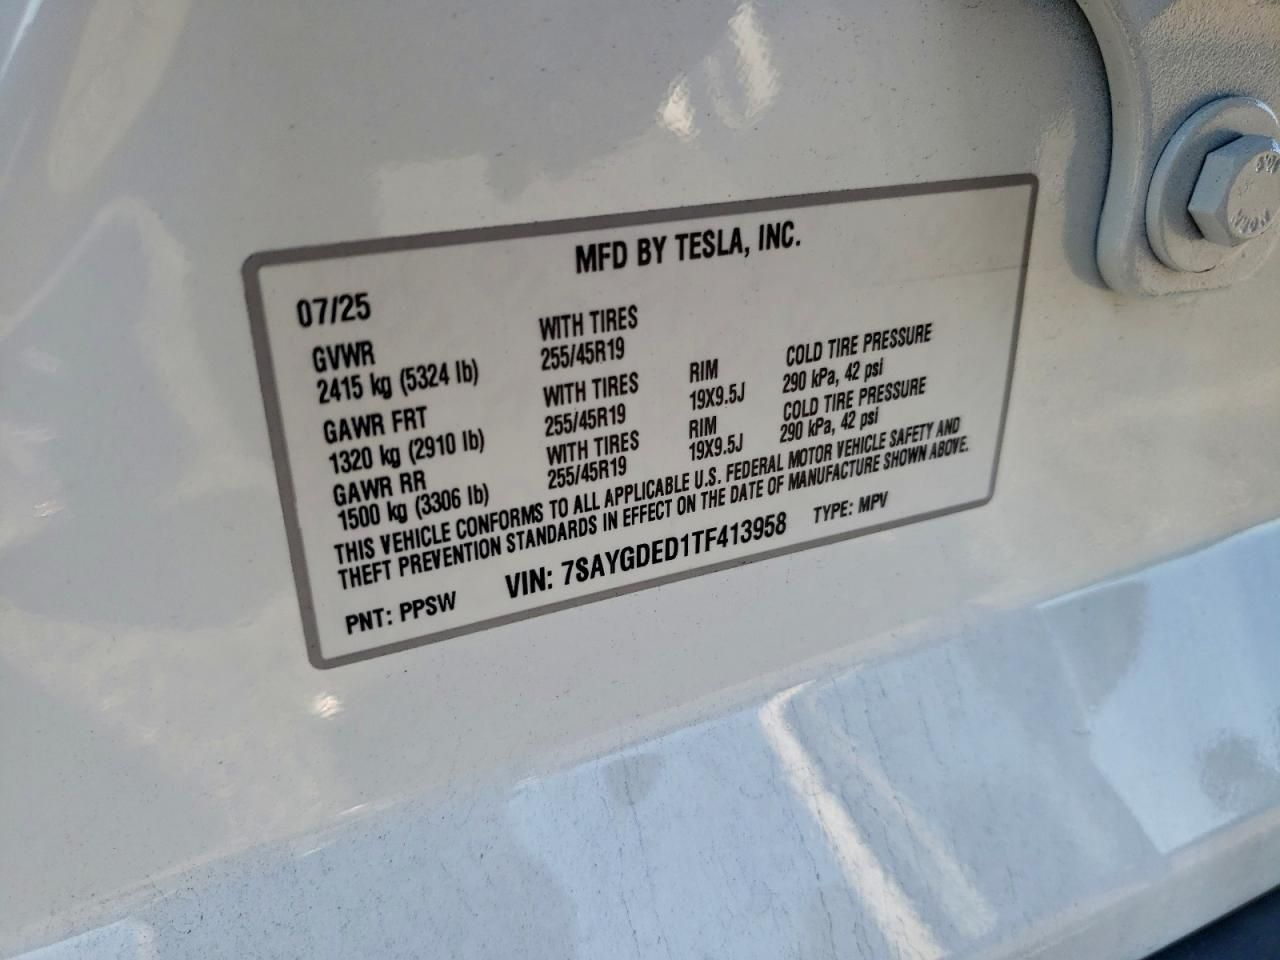 MFD BY TESLA, INC.
07/25
GVWR
2415 kg (5324 lb)
WITH TIRES
255/45R19
GAWR FRT
1320 kg (2910 lb)
WITH TIRES
255/45R19
RIM
19X9.5J
COLD TIRE PRESSURE
290 kPa, 42 psi
GAWR RR
1500 kg (3306 lb)
WITH TIRES
255/45R19
RIM
19X9.5J
COLD TIRE PRESSURE
290 kPa, 42 psi
THIS VEHICLE CONFORMS TO ALL APPLICABLE U.S. FEDERAL MOTOR VEHICLE SAFETY AND
THEFT PREVENTION STANDARDS IN EFFECT ON THE DATE OF MANUFACTURE SHOWN ABOVE.
PNT: PPSW VIN: 7SAYGDED1TF413958 TYPE: MPV